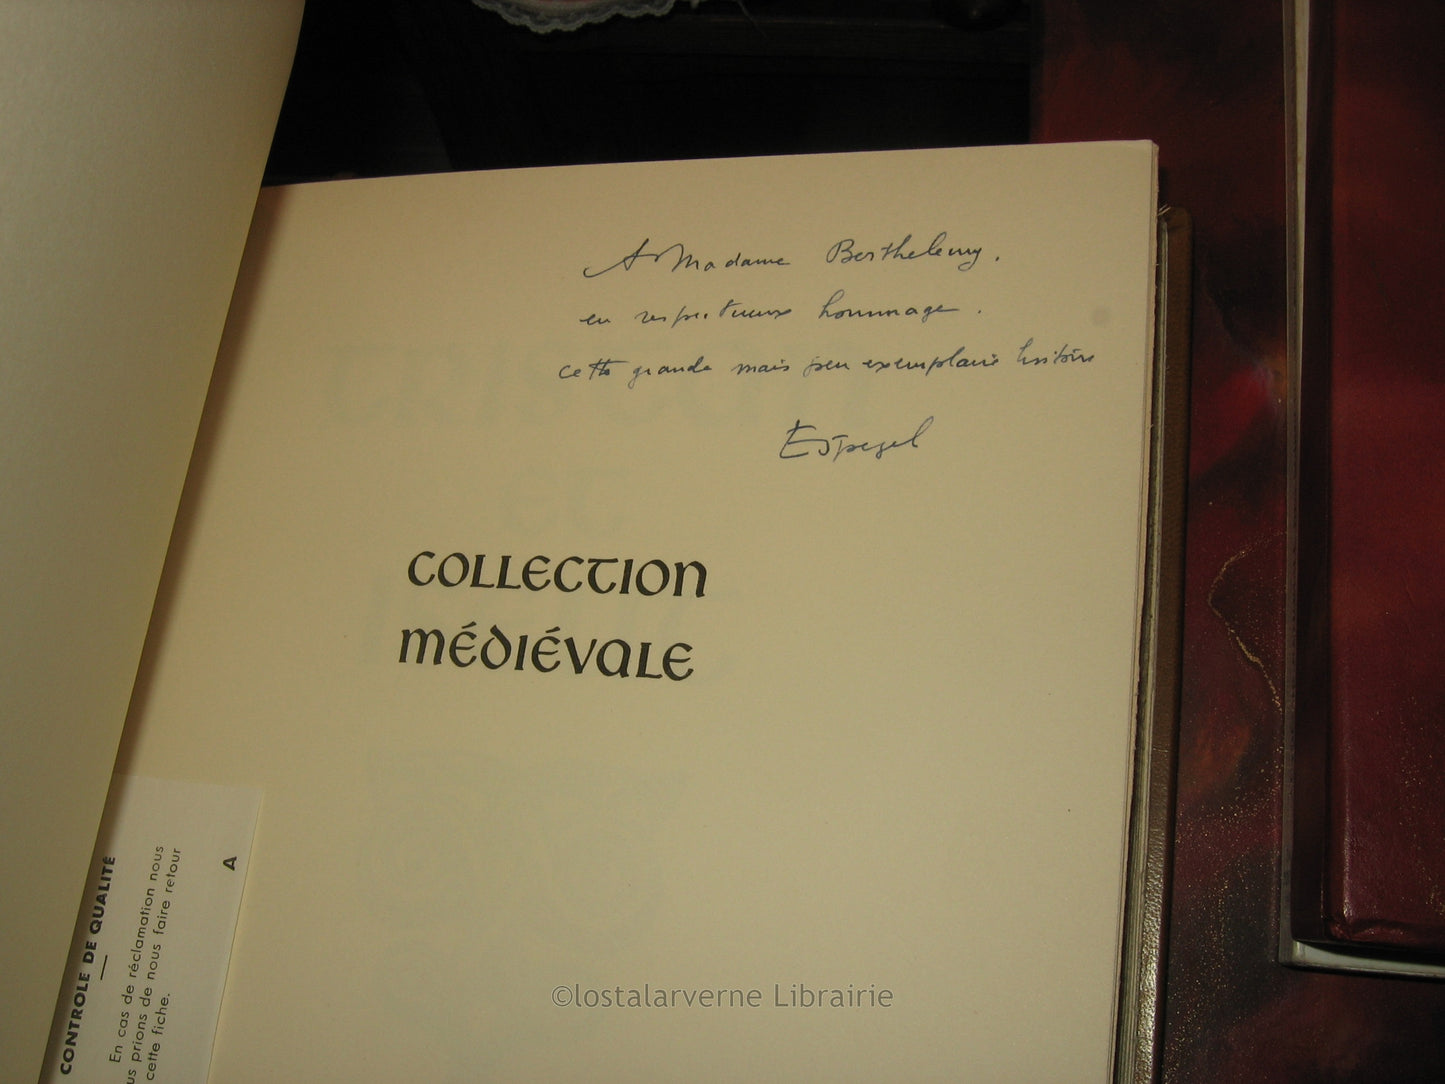 A Madame Berthelemy,
en respectueux hommage.
cette grande mais peu exemplaire histoire
Espezel
COLLECTION
MÉDIÉVALE
CONTROLE DE QUALITÉ
En cas de réclamation nous
prions de nous faire retour
cette fiche.
A
©lostalarverne Librairie